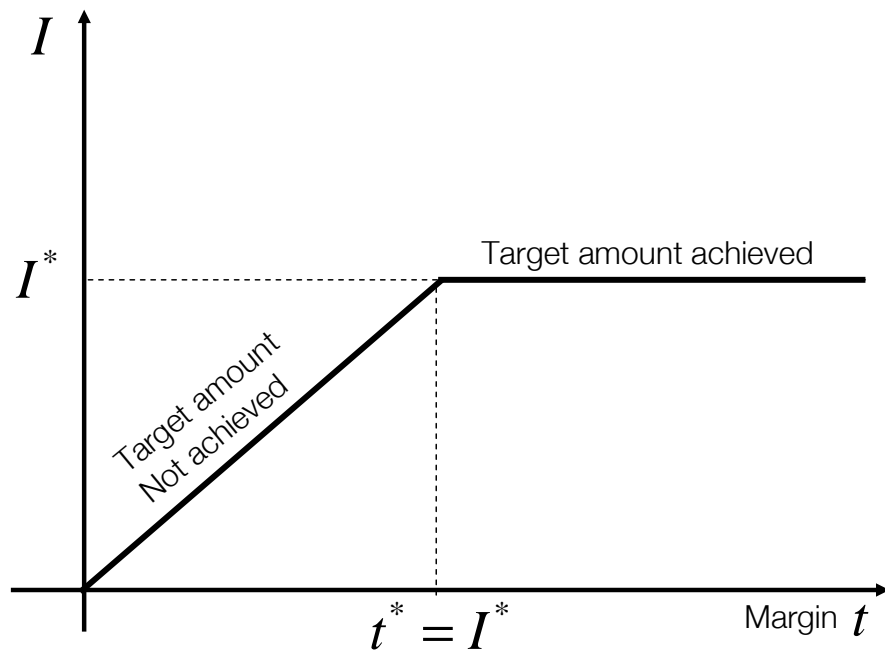 I
Target amount achieved
I*
Target amount
Not achieved
Margin t
t* = I*